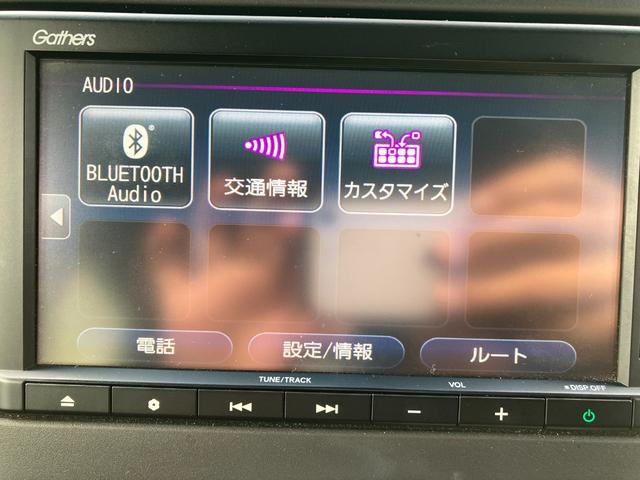 Gathers
AUDIO
BLUETOOTH
Audio
交通情報
カスタマイズ
電話
設定/情報
ルート
TUNE/TRACK
VOL
DISP.OFF